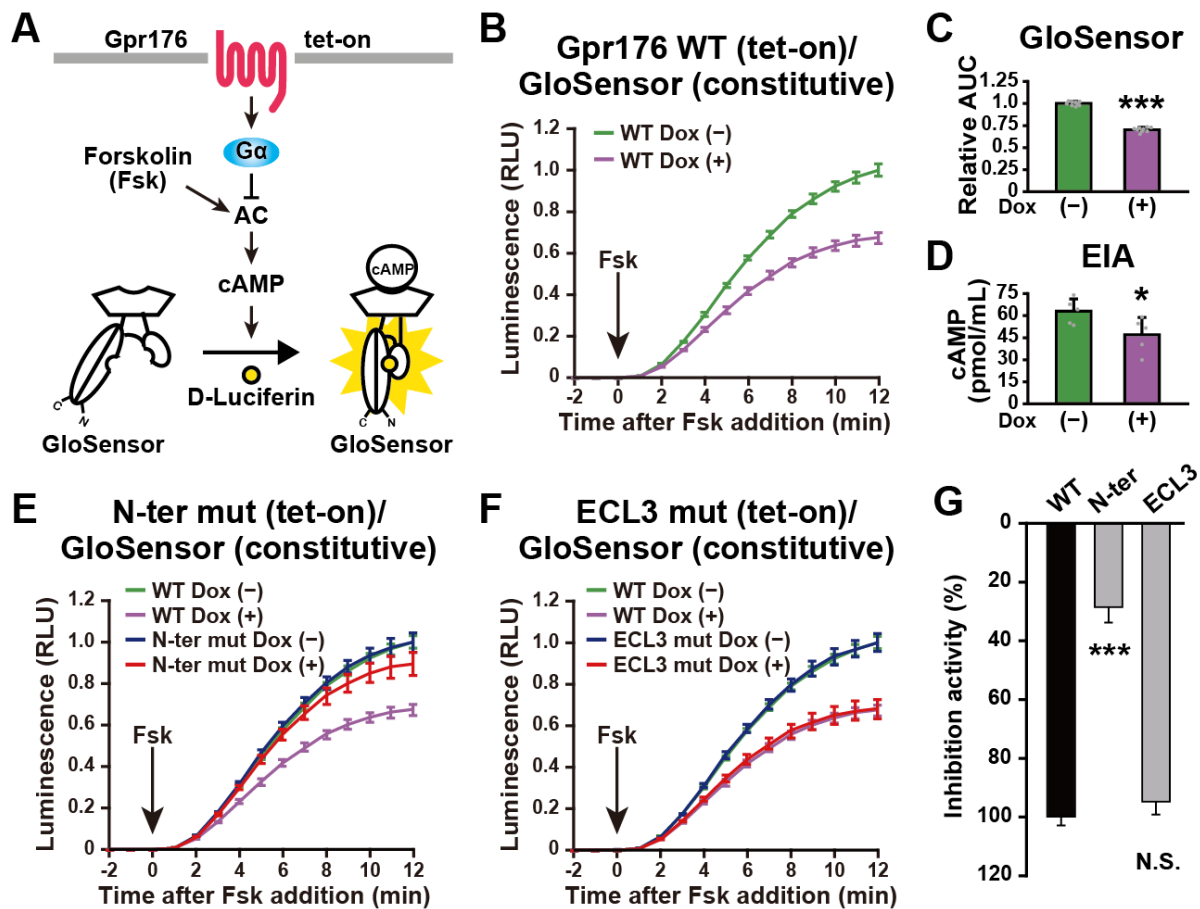 A
Gpr176
tet-on
Gα
Forskolin
(Fsk)
AC
cAMP
cAMP
D-Luciferin
C
N
GloSensor
C
N
GloSensor
B
Gpr176 WT (tet-on)/
GloSensor (constitutive)
WT Dox (−)
WT Dox (+)
Luminescence (RLU)
1.2
1.0
0.8
0.6
0.4
0.2
0
Fsk
-2 0 2 4 6 8 10 12
Time after Fsk addition (min)
C
GloSensor
Relative AUC
1.25
1
0.75
0.5
0.25
0
***
Dox (−) (+)
D
EIA
cAMP
(pmol/mL)
75
60
45
30
15
0
*
Dox (−) (+)
E
N-ter mut (tet-on)/
GloSensor (constitutive)
WT Dox (−)
WT Dox (+)
N-ter mut Dox (−)
N-ter mut Dox (+)
Luminescence (RLU)
1.2
1.0
0.8
0.6
0.4
0.2
0
Fsk
-2 0 2 4 6 8 10 12
Time after Fsk addition (min)
F
ECL3 mut (tet-on)/
GloSensor (constitutive)
WT Dox (−)
WT Dox (+)
ECL3 mut Dox (−)
ECL3 mut Dox (+)
Luminescence (RLU)
1.2
1.0
0.8
0.6
0.4
0.2
0
Fsk
-2 0 2 4 6 8 10 12
Time after Fsk addition (min)
G
WT
N-ter
ECL3
Inhibition activity (%)
0
20
40
60
80
100
120
***
N.S.